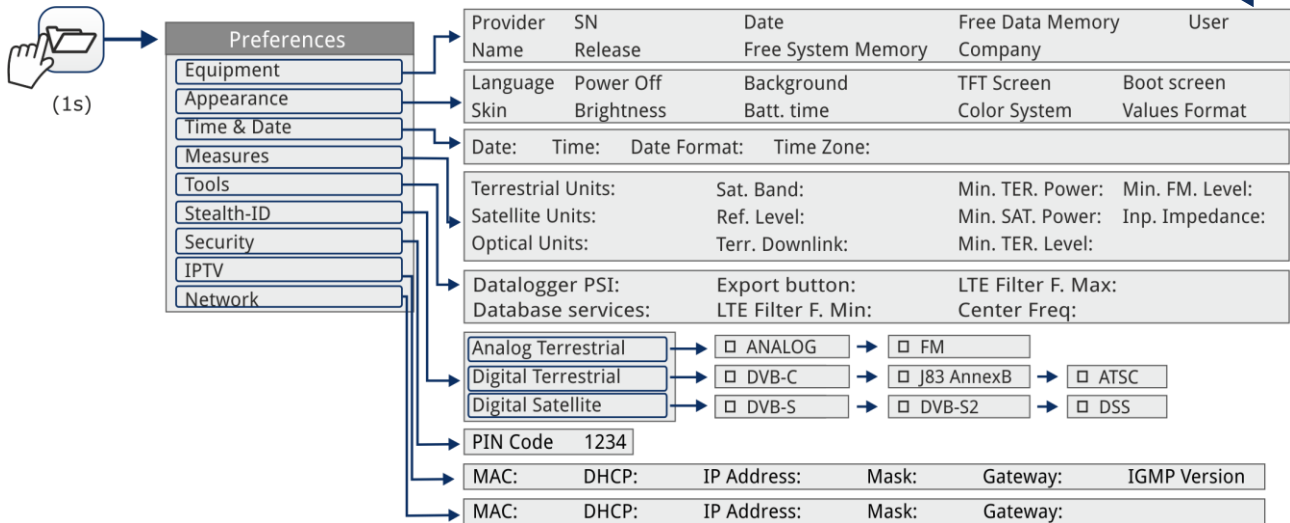 (1s)
Preferences
Equipment
Appearance
Time & Date
Measures
Tools
Stealth-ID
Security
IPTV
Network
Provider SN Date Free Data Memory User
Name Release Free System Memory Company
Language Power Off Background TFT Screen Boot screen
Skin Brightness Batt. time Color System Values Format
Date: Time: Date Format: Time Zone:
Terrestrial Units: Sat. Band: Min. TER. Power: Min. FM. Level:
Satellite Units: Ref. Level: Min. SAT. Power: Inp. Impedance:
Optical Units: Terr. Downlink: Min. TER. Level:
Datalogger PSI: Export button: LTE Filter F. Max:
Database services: LTE Filter F. Min: Center Freq:
Analog Terrestrial ANALOG FM
Digital Terrestrial DVB-C J83 AnnexB ATSC
Digital Satellite DVB-S DVB-S2 DSS
PIN Code 1234
MAC: DHCP: IP Address: Mask: Gateway: IGMP Version
MAC: DHCP: IP Address: Mask: Gateway: